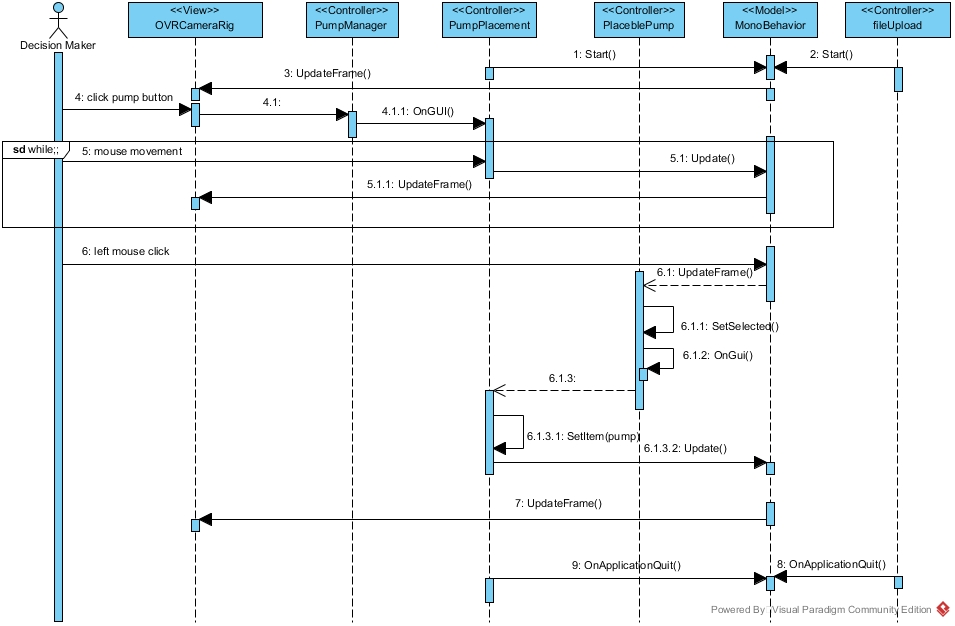 <<View>>
OVRCameraRig
<<Controller>>
PumpManager
<<Controller>>
PumpPlacement
<<Controller>>
PlaceblePump
<<Model>>
MonoBehavior
<<Controller>>
fileUpload
Decision Maker
1: Start()
2: Start()
3: UpdateFrame()
4: click pump button
4.1:
4.1.1: OnGUI()
sd while;;
5: mouse movement
5.1: Update()
5.1.1: UpdateFrame()
6: left mouse click
6.1: UpdateFrame()
6.1.1: SetSelected()
6.1.2: OnGui()
6.1.3:
6.1.3.1: SetItem(pump)
6.1.3.2: Update()
7: UpdateFrame()
9: OnApplicationQuit()
8: OnApplicationQuit()
Powered By Visual Paradigm Community Edition